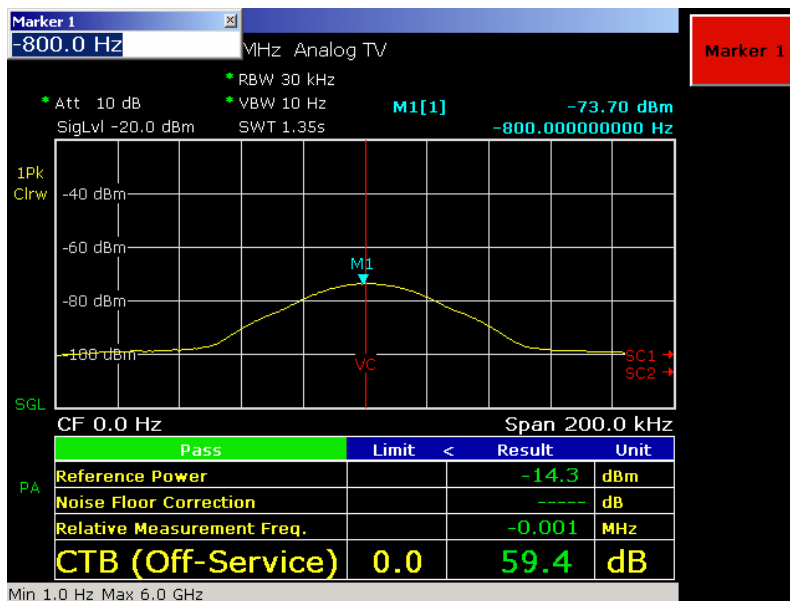 Marker 1
-800.0 Hz
MHz Analog TV
Marker 1
* RBW 30 kHz
* Att 10 dB * VBW 10 Hz M1[1] -73.70 dBm
SigLvl -20.0 dBm SWT 1.35s -800.000000000 Hz
1Pk
Clrw
-40 dBm
-60 dBm
M1
-80 dBm
-100 dBm
VC
SC1
SC2
SGL
CF 0.0 Hz Span 200.0 kHz
Pass Limit < Result Unit
Reference Power -14.3 dBm
PA
Noise Floor Correction ----- dB
Relative Measurement Freq. -0.001 MHz
CTB (Off-Service) 0.0 59.4 dB
Min 1.0 Hz Max 6.0 GHz